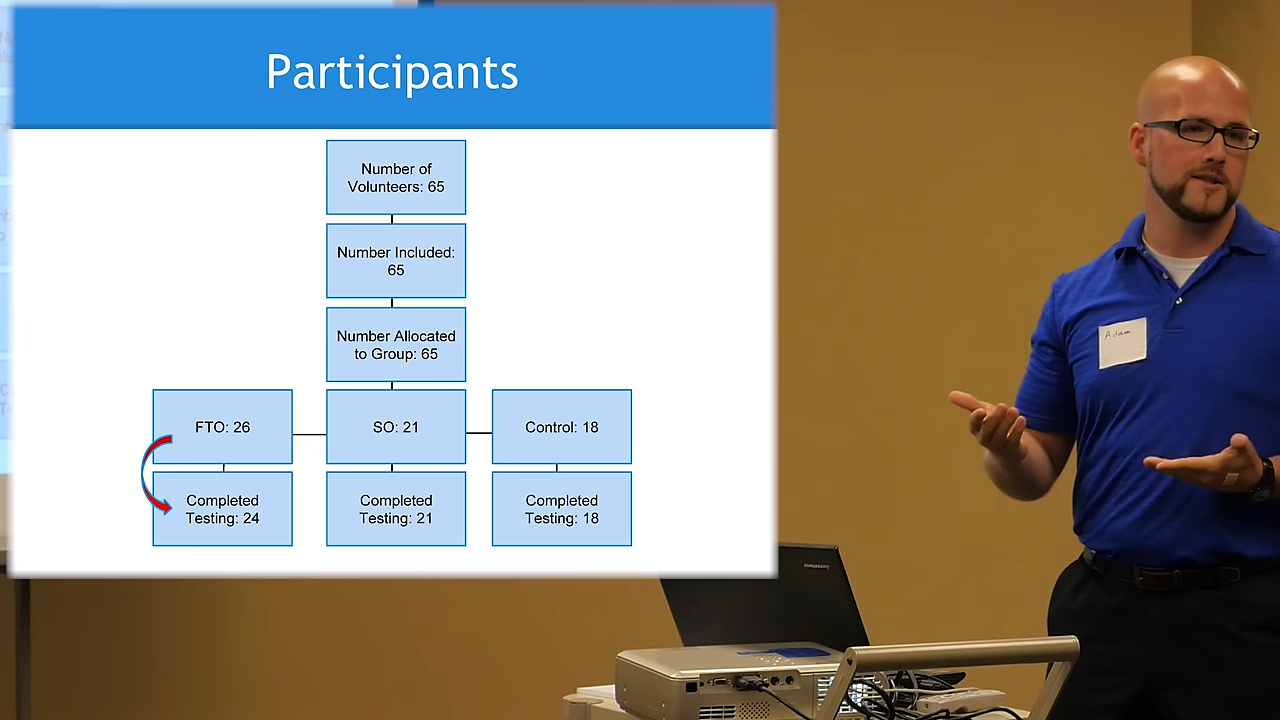 Participants
Number of
Volunteers: 65
Number Included:
65
Number Allocated
to Group: 65
FTO: 26
SO: 21
Control: 18
Completed
Testing: 24
Completed
Testing: 21
Completed
Testing: 18
Adam
lenovo